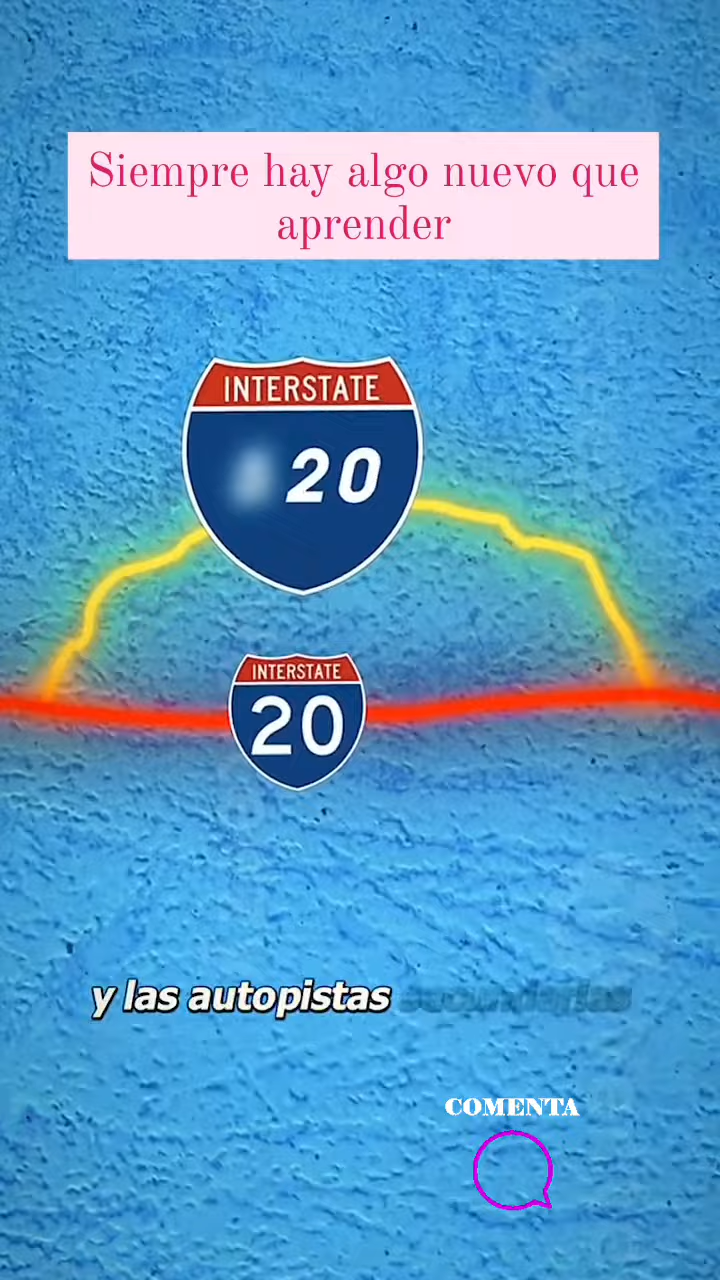 Siempre hay algo nuevo que
aprender
INTERSTATE
20
INTERSTATE
20
y las autopistas
COMENTA